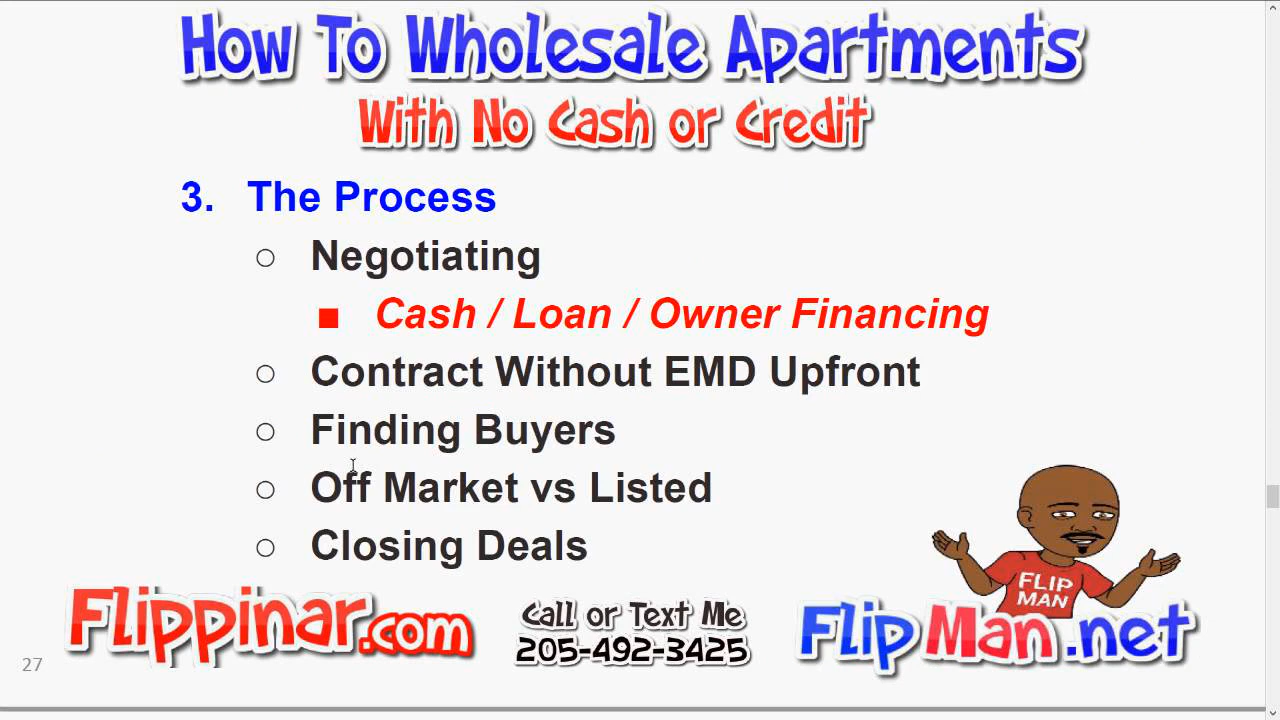 How To Wholesale Apartments
With No Cash or Credit
3. The Process
○ Negotiating
■ Cash / Loan / Owner Financing
○ Contract Without EMD Upfront
○ Finding Buyers
○ Off Market vs Listed
○ Closing Deals
FLIP
MAN
Flippinar.com
Call or Text Me
205-492-3425
FlipMan.net
27